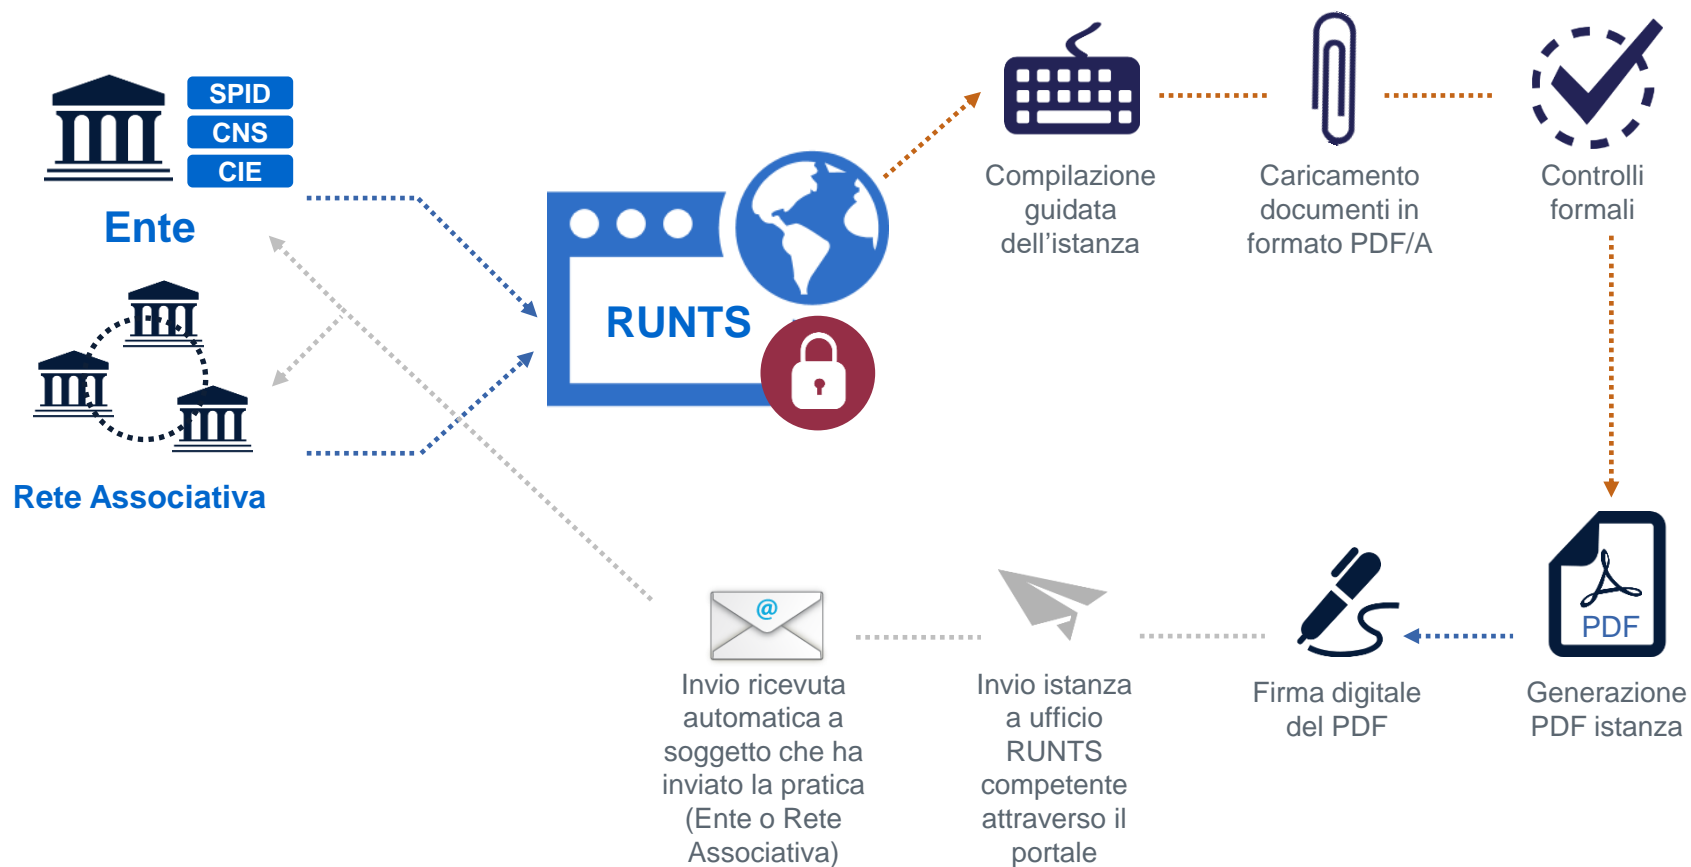 SPID
CNS
CIE
Ente
Rete Associativa
RUNTS
Compilazione
guidata
dell'istanza
Caricamento
documenti in
formato PDF/A
Controlli
formali
PDF
Generazione
PDF istanza
Firma digitale
del PDF
Invio istanza
a ufficio
RUNTS
competente
attraverso il
portale
@
Invio ricevuta
automatica a
soggetto che ha
inviato la pratica
(Ente o Rete
Associativa)